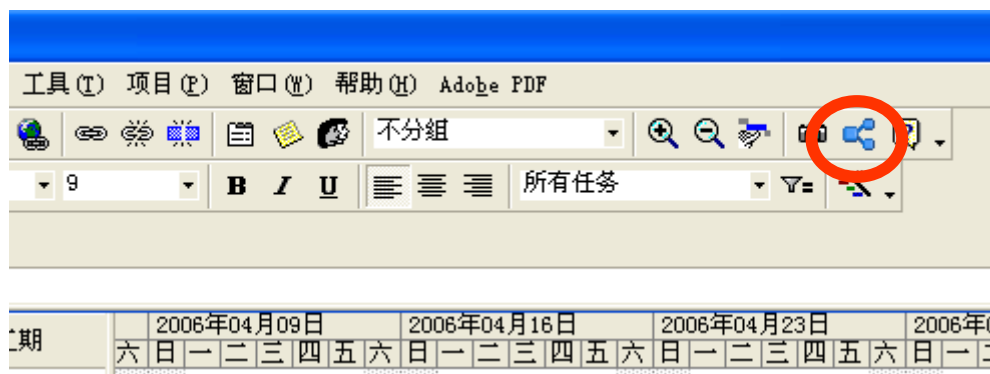 工具(T) 项目(P) 窗口(W) 帮助(H) Adobe PDF
不分组
9 B I U 所有任务
期 2006年04月09日 2006年04月16日 2006年04月23日 2006年
六 日 一 二 三 四 五 六 日 一 二 三 四 五 六 日 一 二 三 四 五 六 日 一